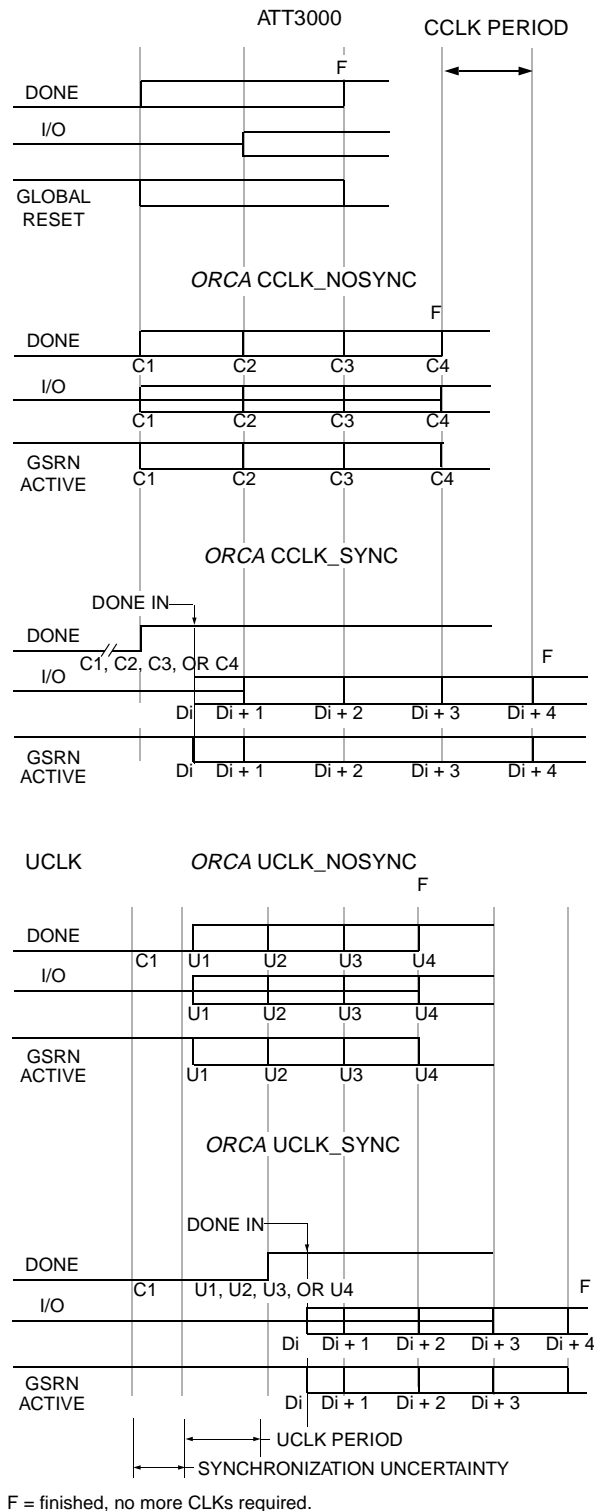 ATT3000
CCLK PERIOD
F
DONE
I/O
GLOBAL
RESET
ORCA CCLK_NOSYNC
F
DONE
C1 C2 C3 C4
I/O
C1 C2 C3 C4
GSRN
ACTIVE
C1 C2 C3 C4
ORCA CCLK_SYNC
DONE IN
DONE
C1, C2, C3, OR C4
F
I/O
Di Di + 1 Di + 2 Di + 3 Di + 4
GSRN
ACTIVE
Di Di + 1 Di + 2 Di + 3 Di + 4
UCLK
ORCA UCLK_NOSYNC
F
DONE
C1 U1 U2 U3 U4
I/O
U1 U2 U3 U4
GSRN
ACTIVE
U1 U2 U3 U4
ORCA UCLK_SYNC
DONE IN
DONE
C1 U1, U2, U3, OR U4
F
I/O
Di Di + 1 Di + 2 Di + 3 Di + 4
GSRN
ACTIVE
Di Di + 1 Di + 2 Di + 3
UCLK PERIOD
SYNCHRONIZATION UNCERTAINTY
F = finished, no more CLKs required.